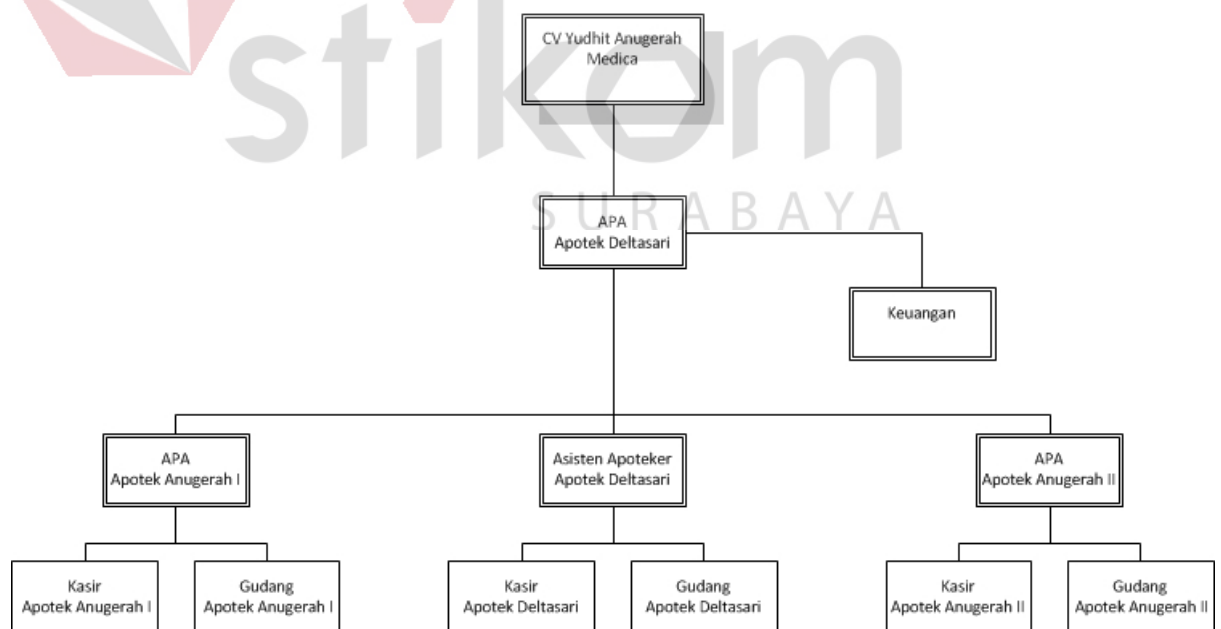 CV Yudhit Anugerah
Medica
stikom
SURABAYA
APA
Apotek Deltasari
Keuangan
APA
Apotek Anugerah I
Asisten Apoteker
Apotek Deltasari
APA
Apotek Anugerah II
Kasir
Apotek Anugerah I
Gudang
Apotek Anugerah I
Kasir
Apotek Deltasari
Gudang
Apotek Deltasari
Kasir
Apotek Anugerah II
Gudang
Apotek Anugerah II